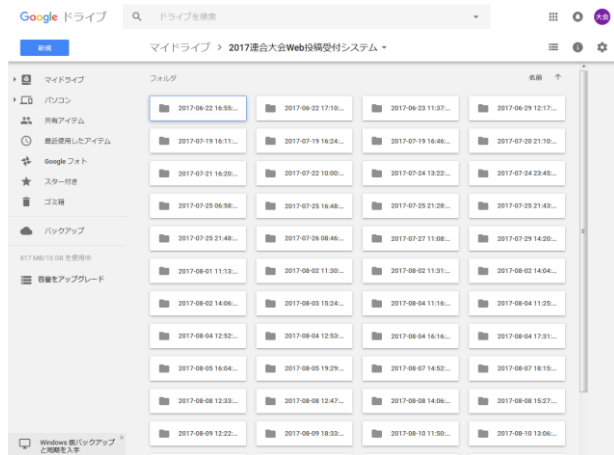 Google ドライブ
ドライブを検索
大会
新規
マイドライブ > 2017連合大会Web投稿受付システム
マイドライブ
パソコン
共有アイテム
最近使用したアイテム
Google フォト
スター付き
ゴミ箱
バックアップ
817 MB/15 GB を使用中
容量をアップグレード
Windows 版バックアップ
と同期を入手
フォルダ
名前 ↑
2017-06-22 16:55:... 2017-06-22 17:10:... 2017-06-23 11:37:... 2017-06-29 12:17:...
2017-07-19 16:11:... 2017-07-19 16:24:... 2017-07-19 16:46:... 2017-07-20 21:10:...
2017-07-21 16:20:... 2017-07-22 10:00:... 2017-07-24 13:22:... 2017-07-24 23:45:...
2017-07-25 06:58:... 2017-07-25 16:48:... 2017-07-25 21:28:... 2017-07-25 21:43:...
2017-07-25 21:48:... 2017-07-26 08:46:... 2017-07-27 11:08:... 2017-07-29 14:20:...
2017-08-01 11:13:... 2017-08-02 11:30:... 2017-08-02 11:31:... 2017-08-02 14:04:...
2017-08-02 14:06:... 2017-08-03 15:24:... 2017-08-04 11:16:... 2017-08-04 11:25:...
2017-08-04 12:52:... 2017-08-04 12:53:... 2017-08-04 16:16:... 2017-08-04 17:31:...
2017-08-05 16:04:... 2017-08-05 19:29:... 2017-08-07 14:52:... 2017-08-07 18:15:...
2017-08-08 12:33:... 2017-08-08 12:47:... 2017-08-08 14:06:... 2017-08-08 15:27:...
2017-08-09 12:22:... 2017-08-09 18:33:... 2017-08-10 11:50:... 2017-08-10 13:06:...